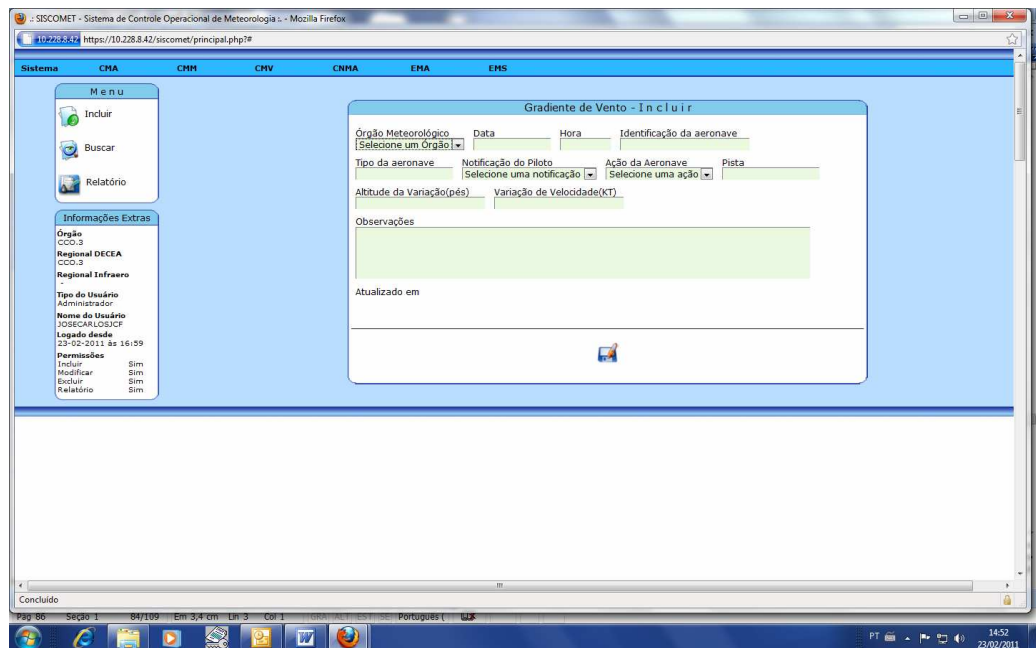 .: SISCOMET - Sistema de Controle Operacional de Meteorologia :. - Mozilla Firefox
10.228.8.42 https://10.228.8.42/siscomet/principal.php?#
Sistema CMA CMM CMV CNMA EMA EMS
Menu
Incluir
Buscar
Relatório
Informações Extras
Órgão
CCO.3
Regional DECEA
CCO.3
Regional Infraero
-
Tipo do Usuário
Administrador
Nome do Usuário
JOSECARLOSJCF
Logado desde
23-02-2011 às 16:59
Permissões
Incluir Sim
Modificar Sim
Excluir Sim
Relatório Sim
Gradiente de Vento - Incluir
Órgão Meteorológico Data Hora Identificação da aeronave
Selecione um Órgão
Tipo da aeronave Notificação do Piloto Ação da Aeronave Pista
Selecione uma notificação Selecione uma ação
Altitude da Variação(pés) Variação de Velocidade(KT)
Observações
Atualizado em
Concluído
Pág 86 Seção 1 84/109 Em 3,4 cm Lin 3 Col 1 GRA ALT EST SE Português (
PT 14:52
23/02/2011